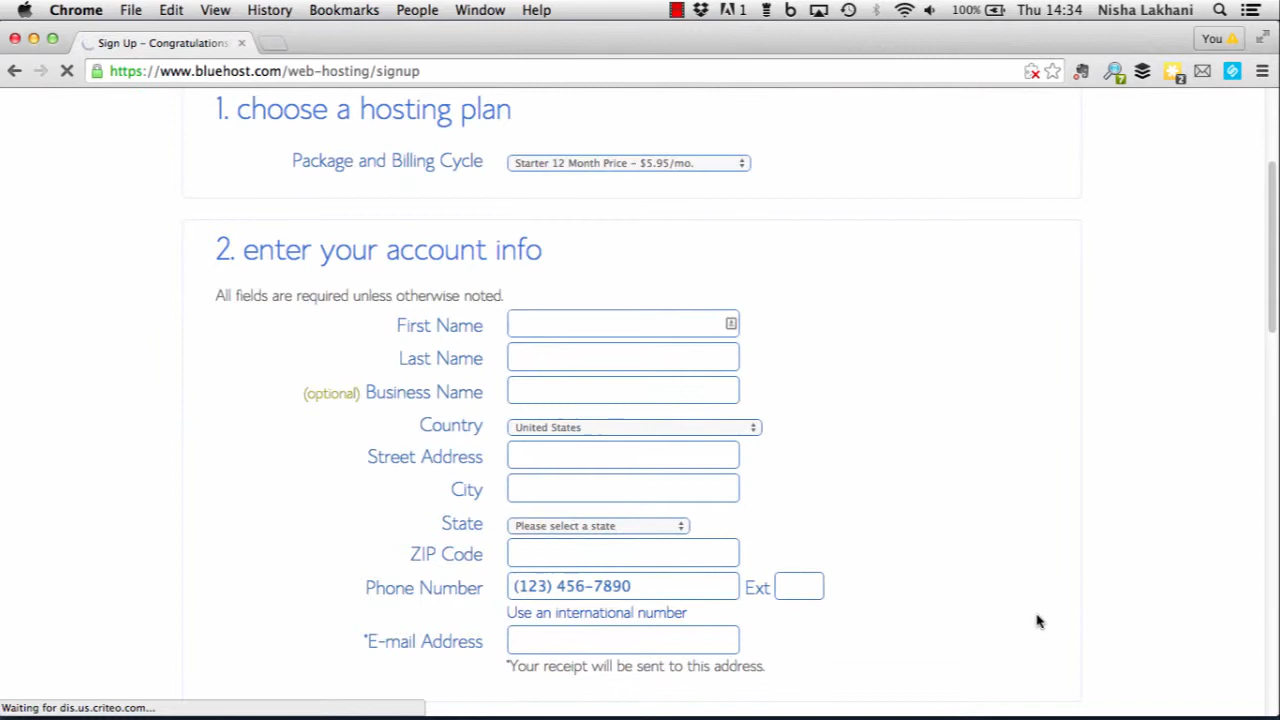 Chrome File Edit View History Bookmarks People Window Help 1 100% Thu 14:34 Nisha Lakhani
Sign Up – Congratulations You
https://www.bluehost.com/web-hosting/signup 7 2
1. choose a hosting plan
Package and Billing Cycle Starter 12 Month Price – $5.95/mo.
2. enter your account info
All fields are required unless otherwise noted.
First Name
Last Name
(optional) Business Name
Country United States
Street Address
City
State Please select a state
ZIP Code
Phone Number (123) 456-7890 Ext
Use an international number
*E-mail Address
*Your receipt will be sent to this address.
Waiting for dis.us.criteo.com...